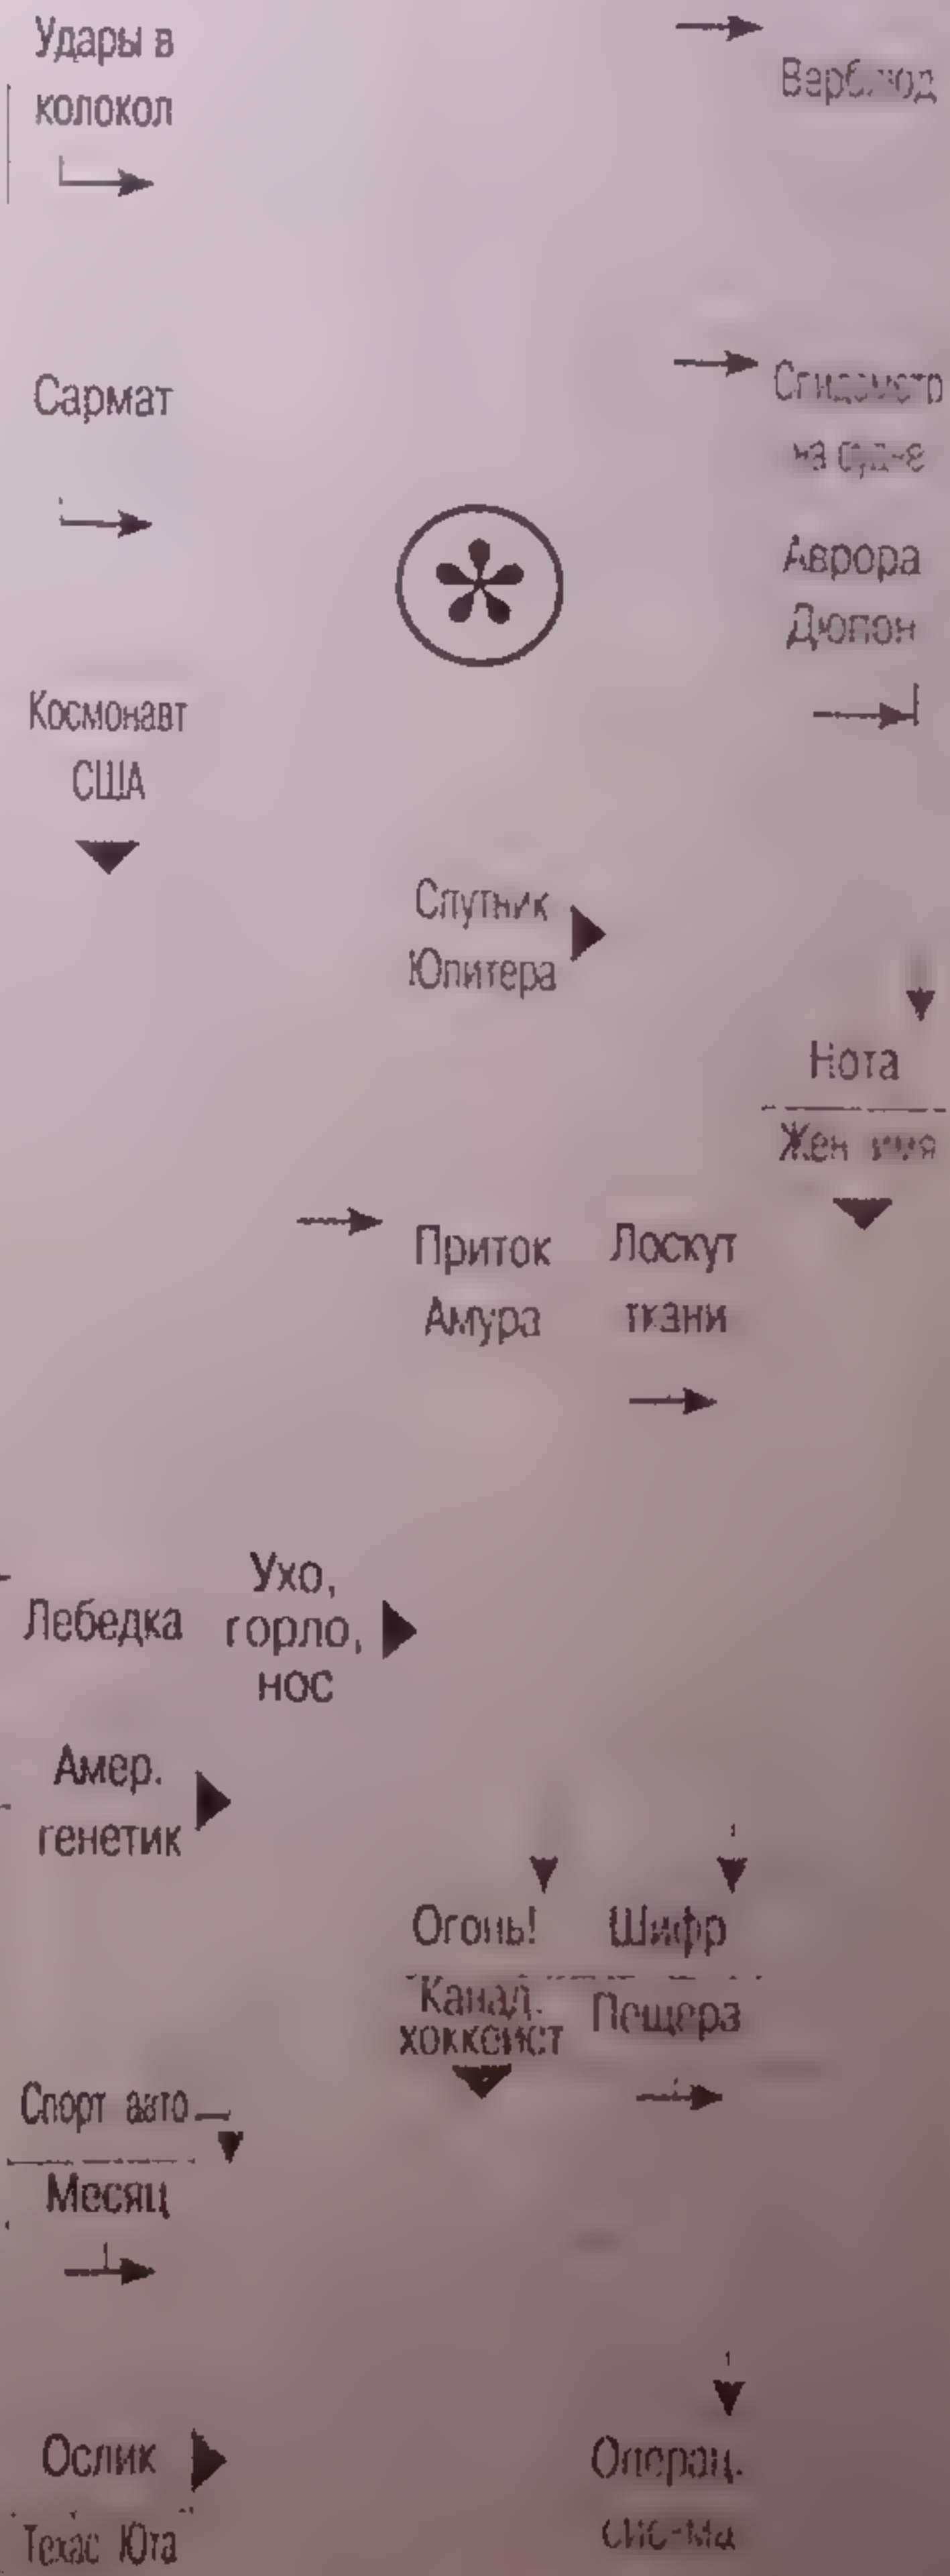 Удары в
колокол
Верблюд
Сармат
Спидометр
на судне
Аврора
Дюпон
Космонавт
США
Спутник
Юпитера
Нота
Жен имя
Приток
Амура
Лоскут
ткани
Ухо,
горло,
нос
Лебедка
Амер.
генетик
Огонь!
Канад.
хоккеист
Шифр
Пещера
Спорт авто
Месяц
Ослик
Техас Юта
Операц.
сис-ма